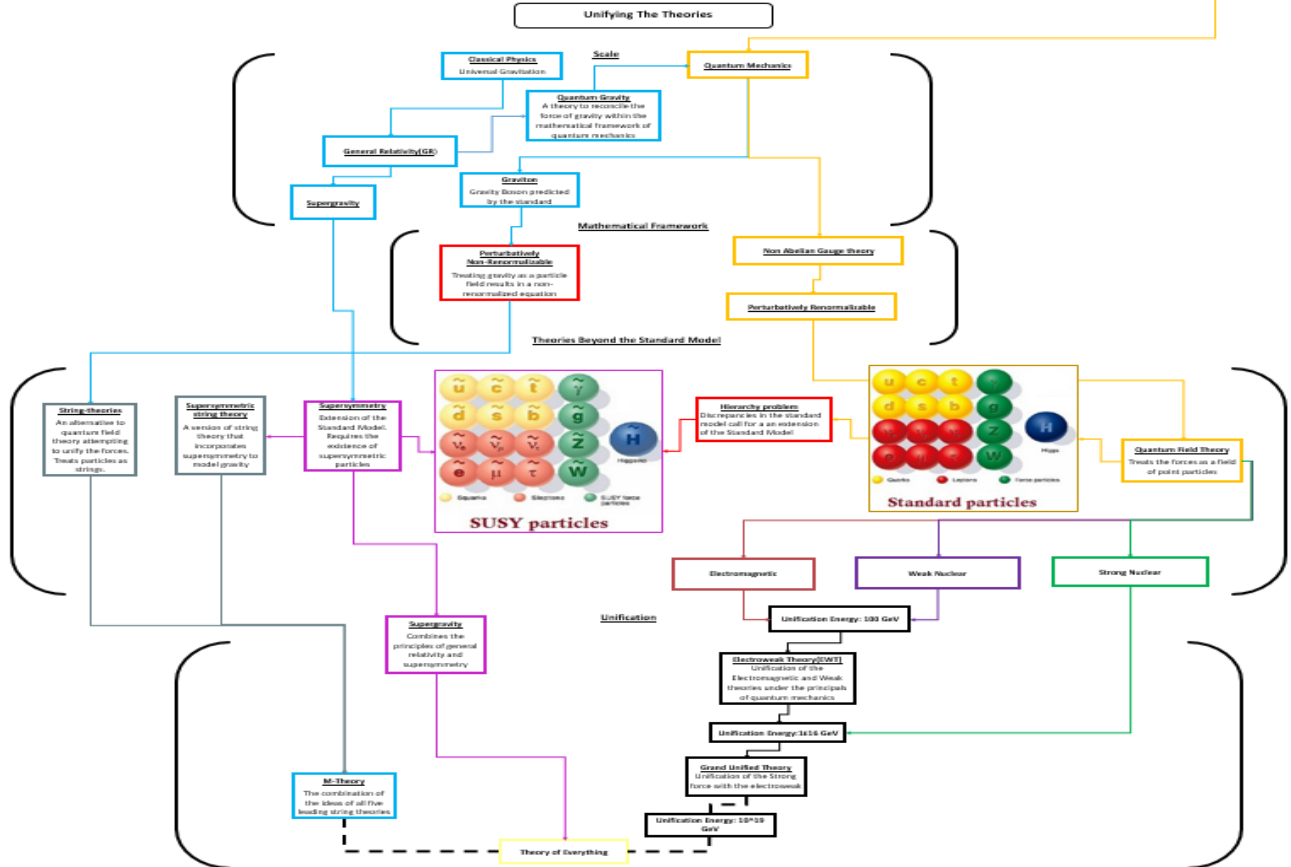 Unifying The Theories
Scale
Classical Physics
Universal Gravitation
Quantum Mechanics
Quantum Gravity
A theory to reconcile the
force of gravity within the
mathematical framework of
quantum mechanics
General Relativity(GR)
Graviton
Gravity Boson predicted
by the standard
Supergravity
Mathematical Framework
Perturbatively
Non-Renormalizable
Treating gravity as a particle
field results in a non-
renormalized equation
Non Abelian Gauge theory
Perturbatively Renormalisable
Theories Beyond the Standard Model
String-theories
An alternative to
quantum field
theory attempting
to unify the forces.
Treats particles as
strings.
Supersymmetric
string theory
A version of string
theory that
incorporates
supersymmetry to
model gravity
Supersymmetry
Extension of the
Standard Model.
Requires the
existence of
supersymmetric
particles
ũ c̃ t̃ γ̃
d̃ s̃ b̃ g̃
ν̃e ν̃μ ν̃τ Z̃
ẽ μ̃ τ̃ W̃
H̃
Higgsino
Squarks
Sleptons
SUSY force
particles
SUSY particles
Hierarchy problem
Discrepancies in the standard
model call for a an extension
of the Standard Model
u c t γ
d s b g
Z
e W
H
Higgs
Quarks
Leptons
Force particles
Standard particles
Quantum Field Theory
Treats the forces as a field
of point particles
Electromagnetic
Weak Nuclear
Strong Nuclear
Unification
Unification Energy: 100 GeV
Supergravity
Combines the
principles of general
relativity and
supersymmetry
Electroweak Theory(EWT)
Unification of the
Electromagnetic and Weak
theories under the principals
of quantum mechanics
Unification Energy:1E16 GeV
Grand Unified Theory
Unification of the Strong
force with the electroweak
M-Theory
The combination of
the ideas of all five
leading string theories
Unification Energy: 10^19
GeV
Theory of Everything